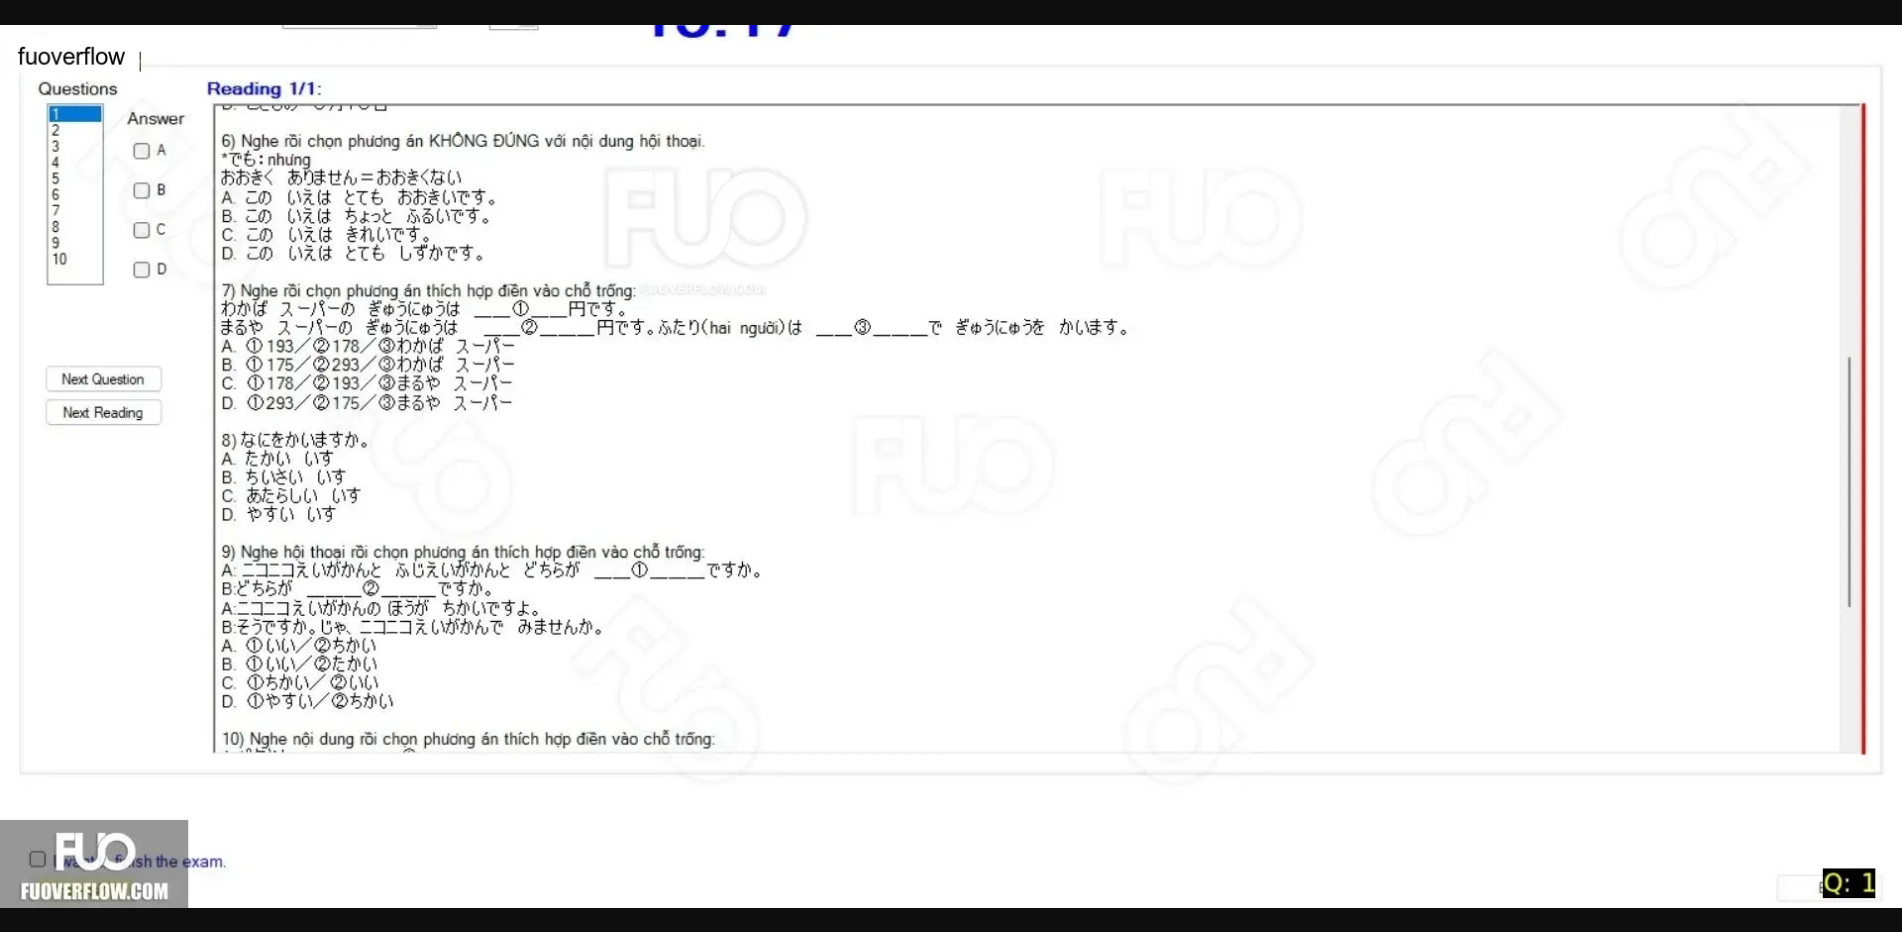 fuoverflow
Questions
Reading 1/1:
1
2
3
4
5
6
7
8
9
10
Answer
A
B
C
D
Next Question
Next Reading
6) Nghe rồi chọn phương án KHÔNG ĐÚNG với nội dung hội thoại.
*でも：nhưng
おおきく ありません＝おおきくない
A. この いえは とても おおきいです。
B. この いえは ちょっと ふるいです。
C. この いえは きれいです。
D. この いえは とても しずかです。
7) Nghe rồi chọn phương án thích hợp điền vào chỗ trống:
わかば スーパーの ぎゅうにゅうは ____①____円です。
まるや スーパーの ぎゅうにゅうは ____②______円です。ふたり(hai người)は ____③______で ぎゅうにゅうを かいます。
A. ①193／②178／③わかば スーパー
B. ①175／②293／③わかば スーパー
C. ①178／②193／③まるや スーパー
D. ①293／②175／③まるや スーパー
8) なにをかいますか。
A. たかい いす
B. ちいさい いす
C. あたらしい いす
D. やすい いす
9) Nghe hội thoại rồi chọn phương án thích hợp điền vào chỗ trống:
A: ニコニコえいがかんと ふじえいがかんと どちらが ____①______ですか。
B:どちらが ______②______ですか。
A:ニコニコえいがかんの ほうが ちかいですよ。
B:そうですか。じゃ、ニコニコえいがかんで みませんか。
A. ①いい／②ちかい
B. ①いい／②たかい
C. ①ちかい／②いい
D. ①やすい／②ちかい
10) Nghe nội dung rồi chọn phương án thích hợp điền vào chỗ trống:
FUO
FUOVERFLOW.COM
the exam.
Q: 1